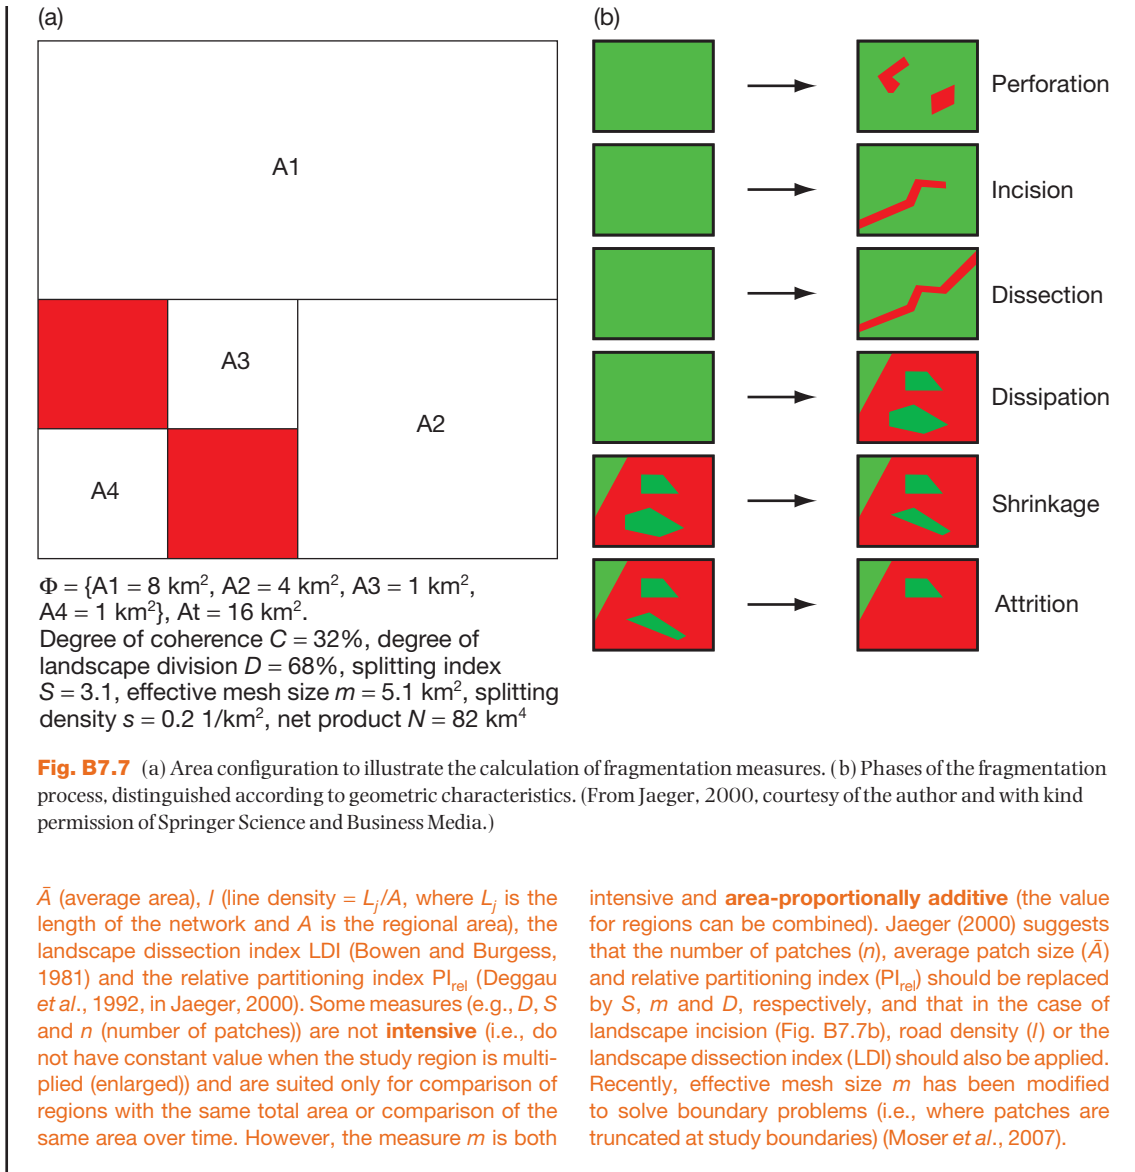 (a)
A1
A3
A2
A4
Φ = {A1 = 8 km², A2 = 4 km², A3 = 1 km²,
A4 = 1 km²}, At = 16 km².
Degree of coherence C = 32%, degree of
landscape division D = 68%, splitting index
S = 3.1, effective mesh size m = 5.1 km², splitting
density s = 0.2 1/km², net product N = 82 km⁴
(b)
Perforation
Incision
Dissection
Dissipation
Shrinkage
Attrition
Fig. B7.7 (a) Area configuration to illustrate the calculation of fragmentation measures. (b) Phases of the fragmentation
process, distinguished according to geometric characteristics. (From Jaeger, 2000, courtesy of the author and with kind
permission of Springer Science and Business Media.)
Ā (average area), l (line density = Lⱼ/A, where Lⱼ is the
length of the network and A is the regional area), the
landscape dissection index LDI (Bowen and Burgess,
1981) and the relative partitioning index PIrel (Deggau
et al., 1992, in Jaeger, 2000). Some measures (e.g., D, S
and n (number of patches)) are not intensive (i.e., do
not have constant value when the study region is multi-
plied (enlarged)) and are suited only for comparison of
regions with the same total area or comparison of the
same area over time. However, the measure m is both
intensive and area-proportionally additive (the value
for regions can be combined). Jaeger (2000) suggests
that the number of patches (n), average patch size (Ā)
and relative partitioning index (PIrel) should be replaced
by S, m and D, respectively, and that in the case of
landscape incision (Fig. B7.7b), road density (l) or the
landscape dissection index (LDI) should also be applied.
Recently, effective mesh size m has been modified
to solve boundary problems (i.e., where patches are
truncated at study boundaries) (Moser et al., 2007).